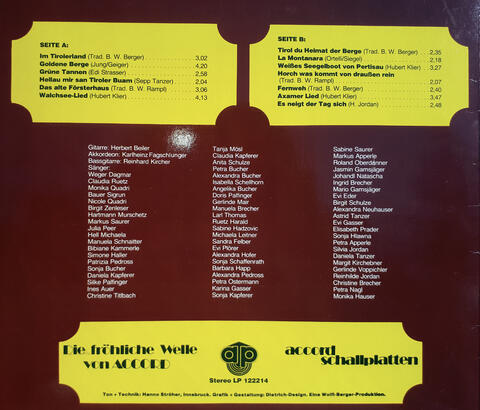 SEITE A:
Im Tirolerland (Trad. B. W. Berger) 3,02
Goldene Berge (Jung/Geiger) 4,20
Grüne Tannen (Edi Strasser) 2,58
Hellau mir san Tiroler Buam (Sepp Tanzer) 2,04
Das alte Försterhaus (Trad. B. W. Rampl) 3,06
Walchsee-Lied (Hubert Klier) 4,13
SEITE B:
Tirol du Heimat der Berge (Trad. B. W. Berger) 2,35
La Montanara (Ortelli/Siegel) 2,18
Weißes Seegelboot von Pertisau (Hubert Klier) 3,27
Horch was kommt von draußen rein
(Trad. B. W. Rampl) 2,07
Fernweh (Trad. B. W. Berger) 2,40
Axamer Lied (Hubert Klier) 3,47
Es neigt der Tag sich (H. Jordan) 2,48
Gitarre: Herbert Beiler
Akkordeon: Karlheinz Fagschlunger
Bassgitarre: Reinhard Kircher
Sänger:
Weger Dagmar
Claudia Ruetz
Monika Quadri
Bauer Sigrun
Nicole Quadri
Birgit Zenleser
Hartmann Murschetz
Markus Saurer
Julia Peer
Hell Michaela
Manuela Schnaitter
Bibiane Kammerle
Simone Haller
Patrizia Pedross
Sonja Bucher
Daniela Kapferer
Silke Palfinger
Ines Auer
Christine Titlbach
Tanja Mösl
Claudia Kapferer
Anita Schulze
Petra Bucher
Alexandra Bucher
Isabella Schellhorn
Angelika Bucher
Doris Palfinger
Gerlinde Mair
Manuela Brecher
Larl Thomas
Ruetz Harald
Sabine Hadzovic
Michaela Leitner
Sandra Felber
Evi Plörer
Alexandra Hofer
Sonja Schaffenrath
Barbara Happ
Alexandra Pedross
Petra Ostermann
Karina Gasser
Sonja Kapferer
Sabine Saurer
Markus Apperle
Roland Oberdänner
Jasmin Gamsjäger
Johandl Natascha
Ingrid Brecher
Mario Gamsjäger
Evi Eder
Birgit Schulze
Alexandra Neuhauser
Astrid Tanzer
Evi Gasser
Elisabeth Prader
Sonja Hlawna
Petra Apperle
Silvia Jordan
Daniela Tanzer
Margit Kirchebner
Gerlinde Voppichler
Reinhilde Jordan
Christine Brecher
Petra Nagl
Monika Hauser
Die fröhliche Welle
von ACCORD
Stereo LP 122214
accord
schallplatten
Ton + Technik: Hanno Ströher, Innsbruck. Grafik + Gestaltung: Dietrich-Design. Eine Wolfi-Berger-Produktion.